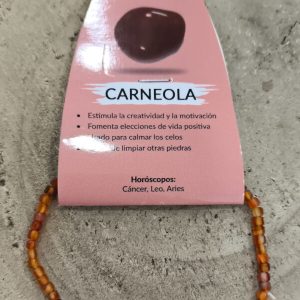 CARNEOLA
• Estimula la creatividad y la motivación
• Fomenta elecciones de vida positiva
para calmar los celos
limpiar otras piedras
Horóscopos:
Cáncer, Leo, Aries